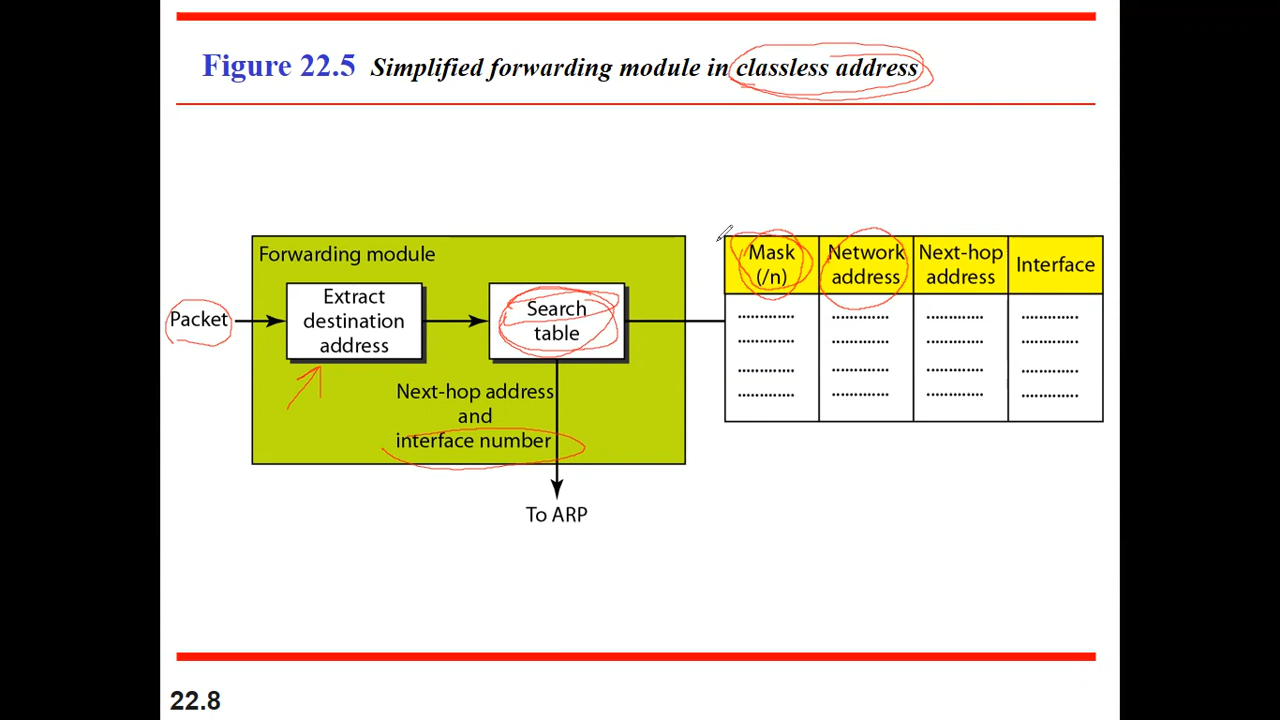 Figure 22.5 Simplified forwarding module in classless address
Forwarding module
Packet
Extract
destination
address
Search
table
Next-hop address
and
interface number
To ARP
Mask
(/n)
Network
address
Next-hop
address
Interface
22.8